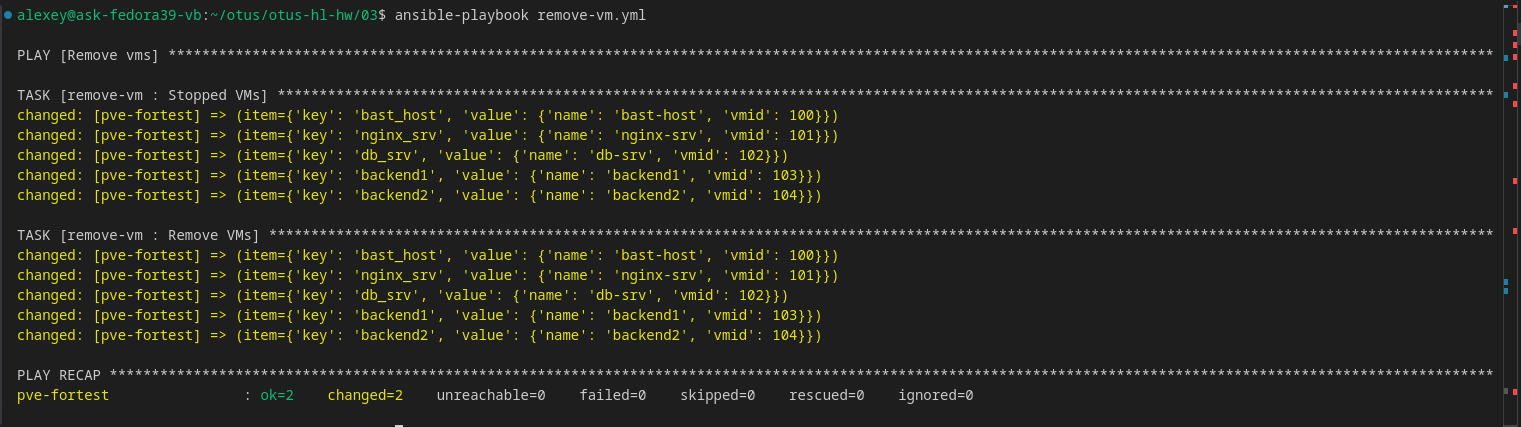 alexey@ask-fedora39-vb:~/otus/otus-hl-hw/03$ ansible-playbook remove-vm.yml
PLAY [Remove vms] **************************************************************************************************************************************************************
TASK [remove-vm : Stopped VMs] *************************************************************************************************************************************************
changed: [pve-fortest] => (item={'key': 'bast_host', 'value': {'name': 'bast-host', 'vmid': 100}})
changed: [pve-fortest] => (item={'key': 'nginx_srv', 'value': {'name': 'nginx-srv', 'vmid': 101}})
changed: [pve-fortest] => (item={'key': 'db_srv', 'value': {'name': 'db-srv', 'vmid': 102}})
changed: [pve-fortest] => (item={'key': 'backend1', 'value': {'name': 'backend1', 'vmid': 103}})
changed: [pve-fortest] => (item={'key': 'backend2', 'value': {'name': 'backend2', 'vmid': 104}})
TASK [remove-vm : Remove VMs] **************************************************************************************************************************************************
changed: [pve-fortest] => (item={'key': 'bast_host', 'value': {'name': 'bast-host', 'vmid': 100}})
changed: [pve-fortest] => (item={'key': 'nginx_srv', 'value': {'name': 'nginx-srv', 'vmid': 101}})
changed: [pve-fortest] => (item={'key': 'db_srv', 'value': {'name': 'db-srv', 'vmid': 102}})
changed: [pve-fortest] => (item={'key': 'backend1', 'value': {'name': 'backend1', 'vmid': 103}})
changed: [pve-fortest] => (item={'key': 'backend2', 'value': {'name': 'backend2', 'vmid': 104}})
PLAY RECAP *********************************************************************************************************************************************************************
pve-fortest                : ok=2    changed=2    unreachable=0    failed=0    skipped=0    rescued=0    ignored=0